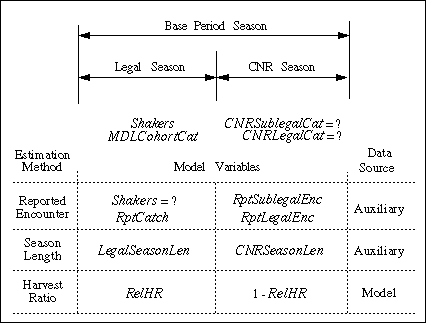 Base Period Season
Legal Season CNR Season
Shakers CNRSublegalCat = ?
MDLCohortCat CNRLegalCat = ?
Estimation Method Model Variables Data Source
Reported Encounter Shakers = ? RptSublegalEnc Auxiliary
RptCatch RptLegalEnc
Season Length LegalSeasonLen CNRSeasonLen Auxiliary
Harvest Ratio RelHR 1 - RelHR Model